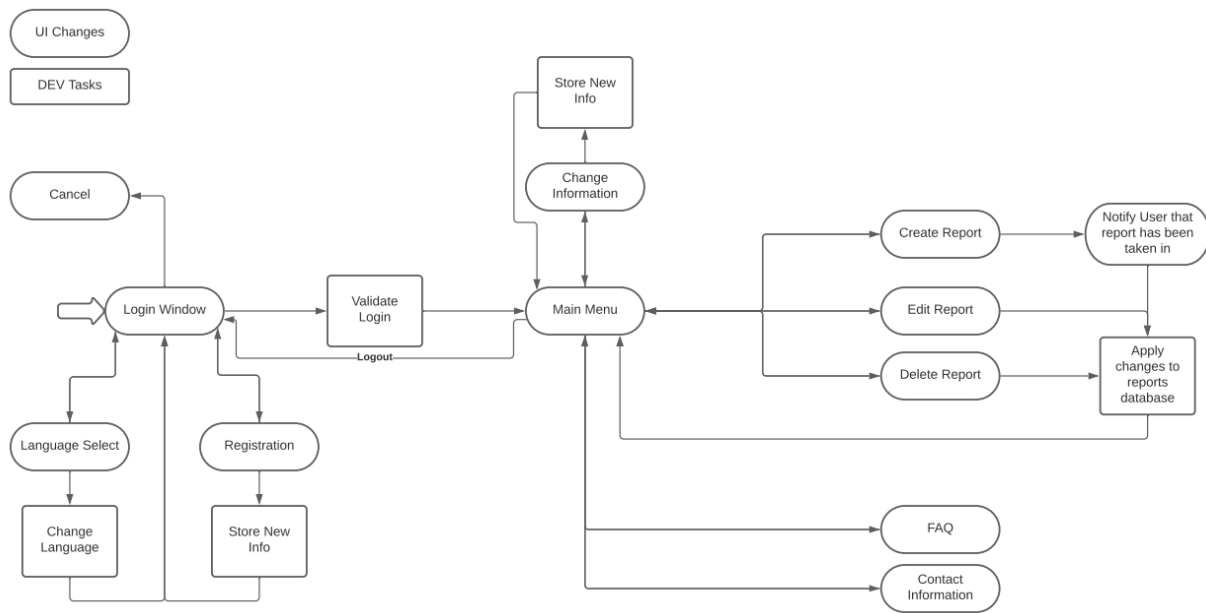 UI Changes
DEV Tasks
Store New
Info
Cancel
Change
Information
Create Report
Notify User that
report has been
taken in
Login Window
Validate
Login
Main Menu
Edit Report
Logout
Delete Report
Apply
changes to
reports
database
Language Select
Registration
Change
Language
Store New
Info
FAQ
Contact
Information